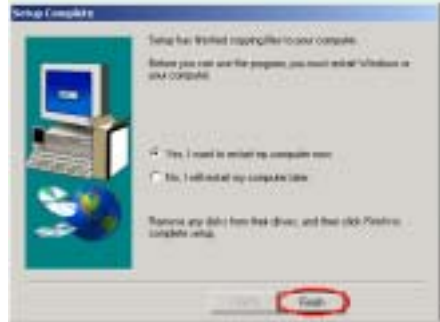 Setup Complete
Setup has finished copying files to your computer.
Before you can use the program, you must restart Windows or
your computer.
Yes, I want to restart my computer now.
No, I will restart my computer later.
Remove any disks from their drives, and then click Finish to
complete setup.
Finish